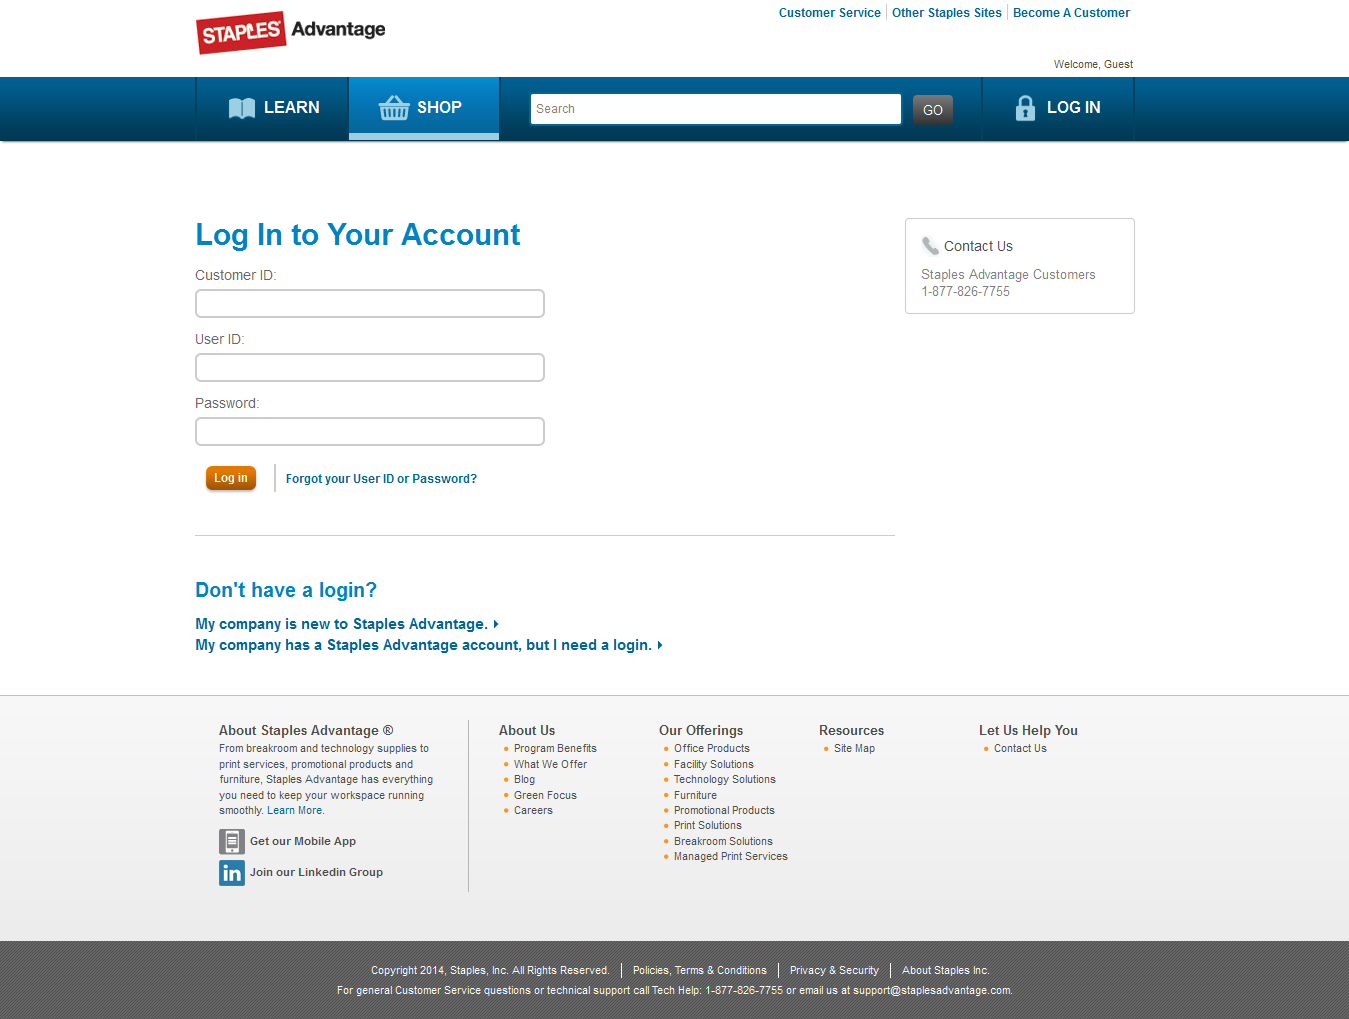 STAPLES Advantage
Customer Service
Other Staples Sites
Become A Customer
Welcome, Guest
LEARN
SHOP
Search
GO
LOG IN
Log In to Your Account
Customer ID:
User ID:
Password:
Log in
Forgot your User ID or Password?
Contact Us
Staples Advantage Customers
1-877-826-7755
Don't have a login?
My company is new to Staples Advantage.
My company has a Staples Advantage account, but I need a login.
About Staples Advantage ®
From breakroom and technology supplies to
print services, promotional products and
furniture, Staples Advantage has everything
you need to keep your workspace running
smoothly. Learn More.
Get our Mobile App
in
Join our Linkedin Group
About Us
Program Benefits
What We Offer
Blog
Green Focus
Careers
Our Offerings
Office Products
Facility Solutions
Technology Solutions
Furniture
Promotional Products
Print Solutions
Breakroom Solutions
Managed Print Services
Resources
Site Map
Let Us Help You
Contact Us
Copyright 2014, Staples, Inc. All Rights Reserved.
Policies, Terms & Conditions
Privacy & Security
About Staples Inc.
For general Customer Service questions or technical support call Tech Help: 1-877-826-7755 or email us at support@staplesadvantage.com.